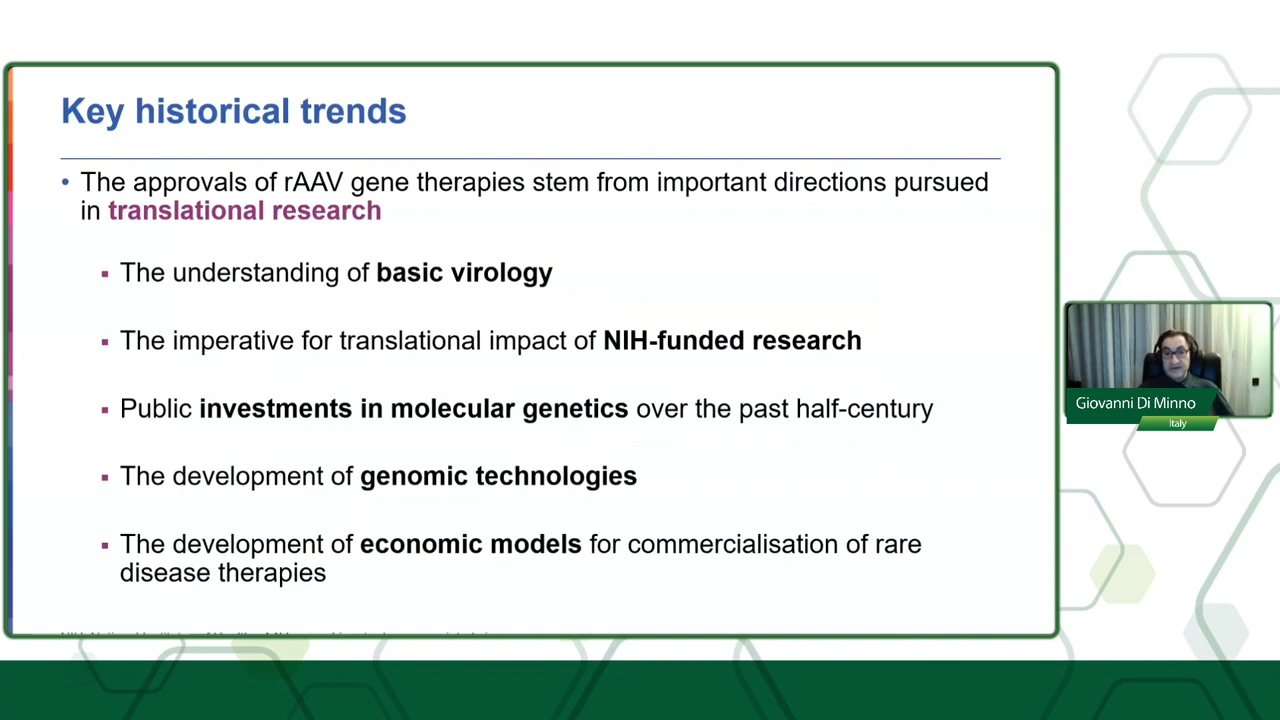 Key historical trends
• The approvals of rAAV gene therapies stem from important directions pursued
in translational research
▪ The understanding of basic virology
▪ The imperative for translational impact of NIH-funded research
▪ Public investments in molecular genetics over the past half-century
▪ The development of genomic technologies
▪ The development of economic models for commercialisation of rare
disease therapies
Giovanni Di Minno
Italy